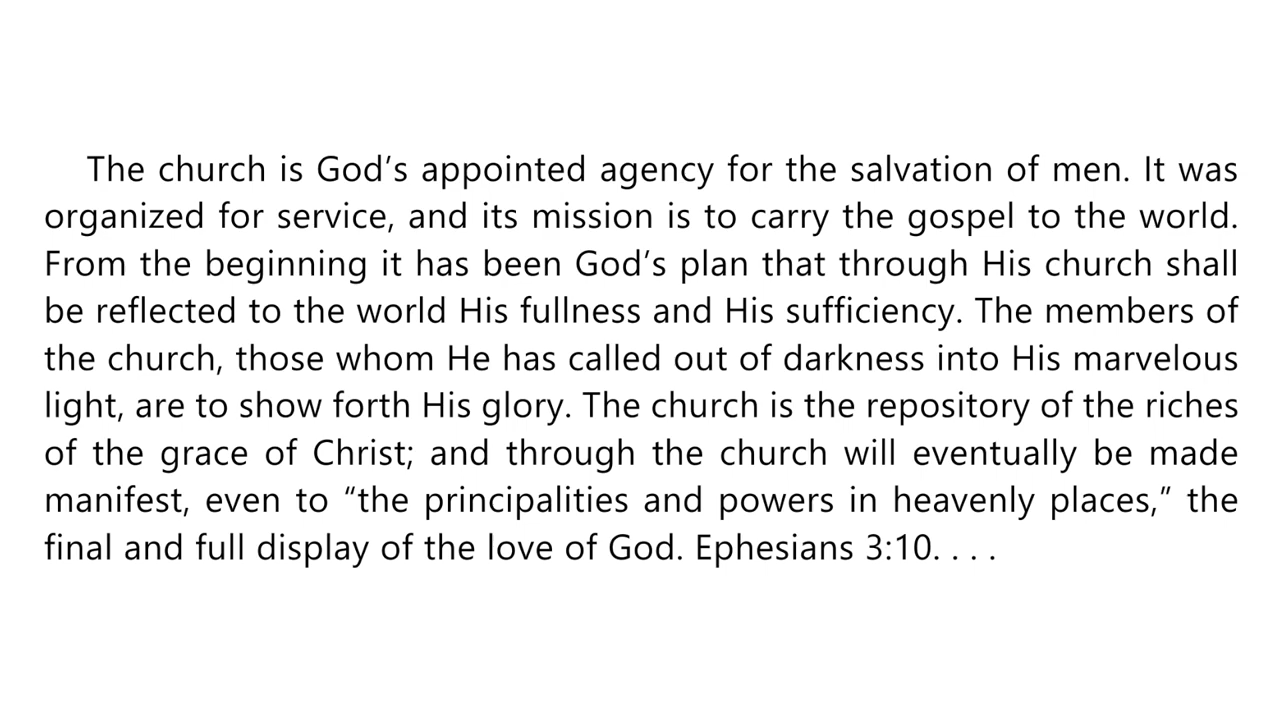 The church is God’s appointed agency for the salvation of men. It was
organized for service, and its mission is to carry the gospel to the world.
From the beginning it has been God’s plan that through His church shall
be reflected to the world His fullness and His sufficiency. The members of
the church, those whom He has called out of darkness into His marvelous
light, are to show forth His glory. The church is the repository of the riches
of the grace of Christ; and through the church will eventually be made
manifest, even to “the principalities and powers in heavenly places,” the
final and full display of the love of God. Ephesians 3:10. . . .